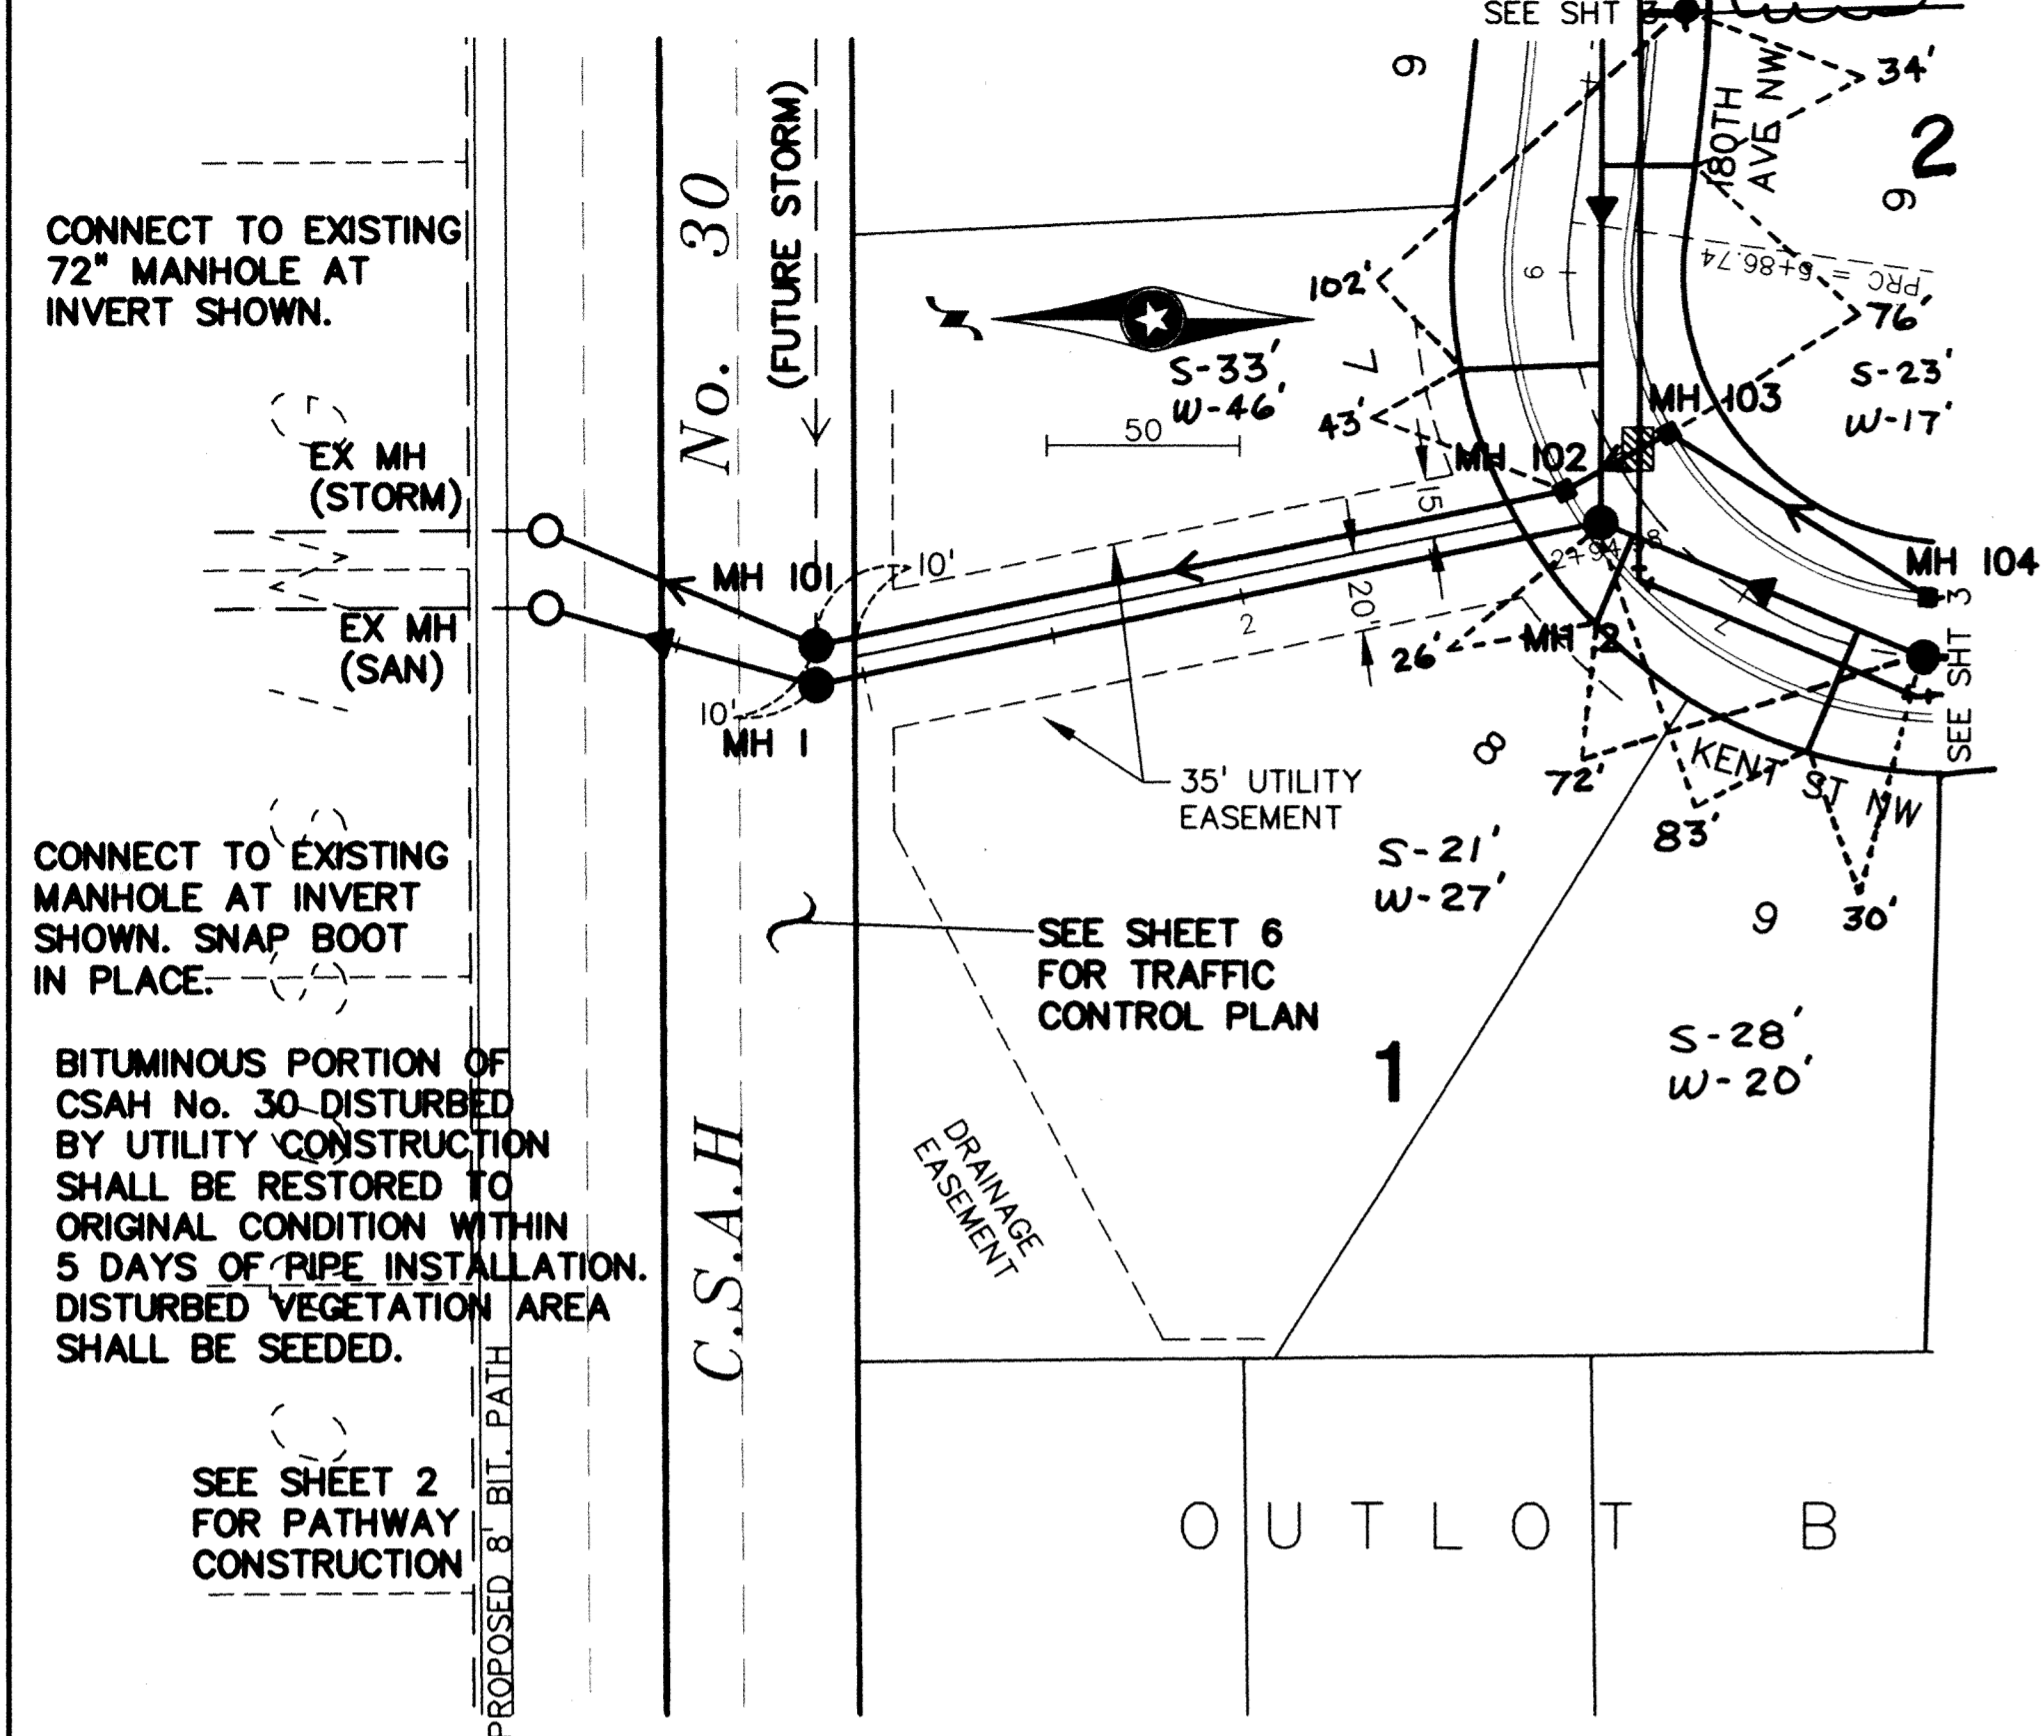 SEE SHT 3
34'
180TH
AVE NW
2
6
9
(FUTURE STORM)
No. 30
CONNECT TO EXISTING
72" MANHOLE AT
INVERT SHOWN.
PRC = 6+86.74
102'
6
76'
N
S-33'
W-46'
7
S-23'
W-17'
43'
50
MH 103
MH 102
EX MH
(STORM)
15
2+94
8
MH 104
MH 101
10'
3
20'
2
7
EX MH
(SAN)
26'
MH 2
10'
MH 1
SEE SHT
8
35' UTILITY
EASEMENT
72'
KENT ST NW
83'
S-21'
W-27'
9
30'
CONNECT TO EXISTING
MANHOLE AT INVERT
SHOWN. SNAP BOOT
IN PLACE.
SEE SHEET 6
FOR TRAFFIC
CONTROL PLAN
1
S-28'
W-20'
BITUMINOUS PORTION OF
CSAH No. 30 DISTURBED
BY UTILITY CONSTRUCTION
SHALL BE RESTORED TO
ORIGINAL CONDITION WITHIN
5 DAYS OF PIPE INSTALLATION.
DISTURBED VEGETATION AREA
SHALL BE SEEDED.
C.S.A.H
DRAINAGE
EASEMENT
PROPOSED 8' BIT. PATH
SEE SHEET 2
FOR PATHWAY
CONSTRUCTION
OUTLOT B